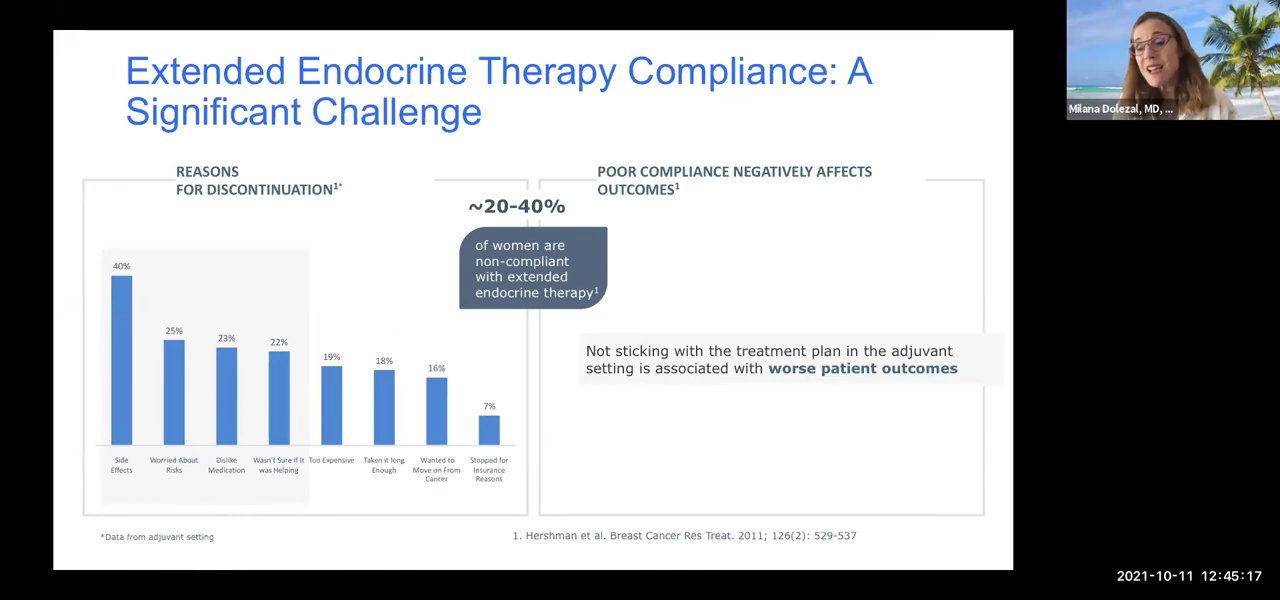 Extended Endocrine Therapy Compliance: A
Significant Challenge
REASONS
FOR DISCONTINUATION1*
40%
25%
23%
22%
19%
18%
16%
7%
Side
Effects
Worried About
Risks
Dislike
Medication
Wasn't Sure If It
was Helping
Too Expensive
Taken it long
Enough
Wanted to
Move on From
Cancer
Stopped for
Insurance
Reasons
~20-40%
of women are
non-compliant
with extended
endocrine therapy1
POOR COMPLIANCE NEGATIVELY AFFECTS
OUTCOMES1
Not sticking with the treatment plan in the adjuvant
setting is associated with worse patient outcomes
*Data from adjuvant setting
1. Hershman et al. Breast Cancer Res Treat. 2011; 126(2): 529-537
Milana Dolezal, MD, ...
2021-10-11 12:45:17